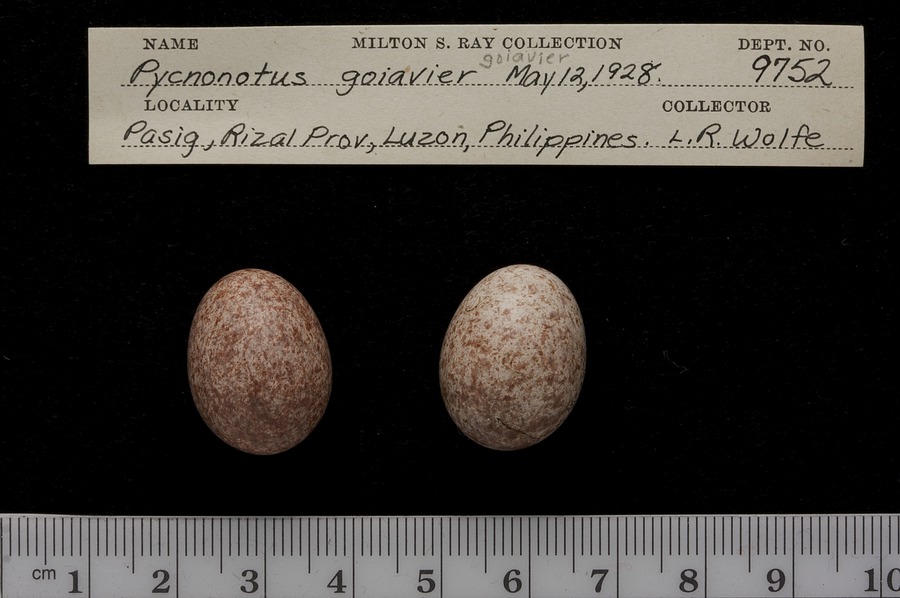 NAME MILTON S. RAY COLLECTION DEPT. NO.
goiavier
Pycnonotus goiavier May 12, 1928. 9752
LOCALITY COLLECTOR
Pasig, Rizal Prov., Luzon, Philippines. L.R. Wolfe
cm 1 2 3 4 5 6 7 8 9 10